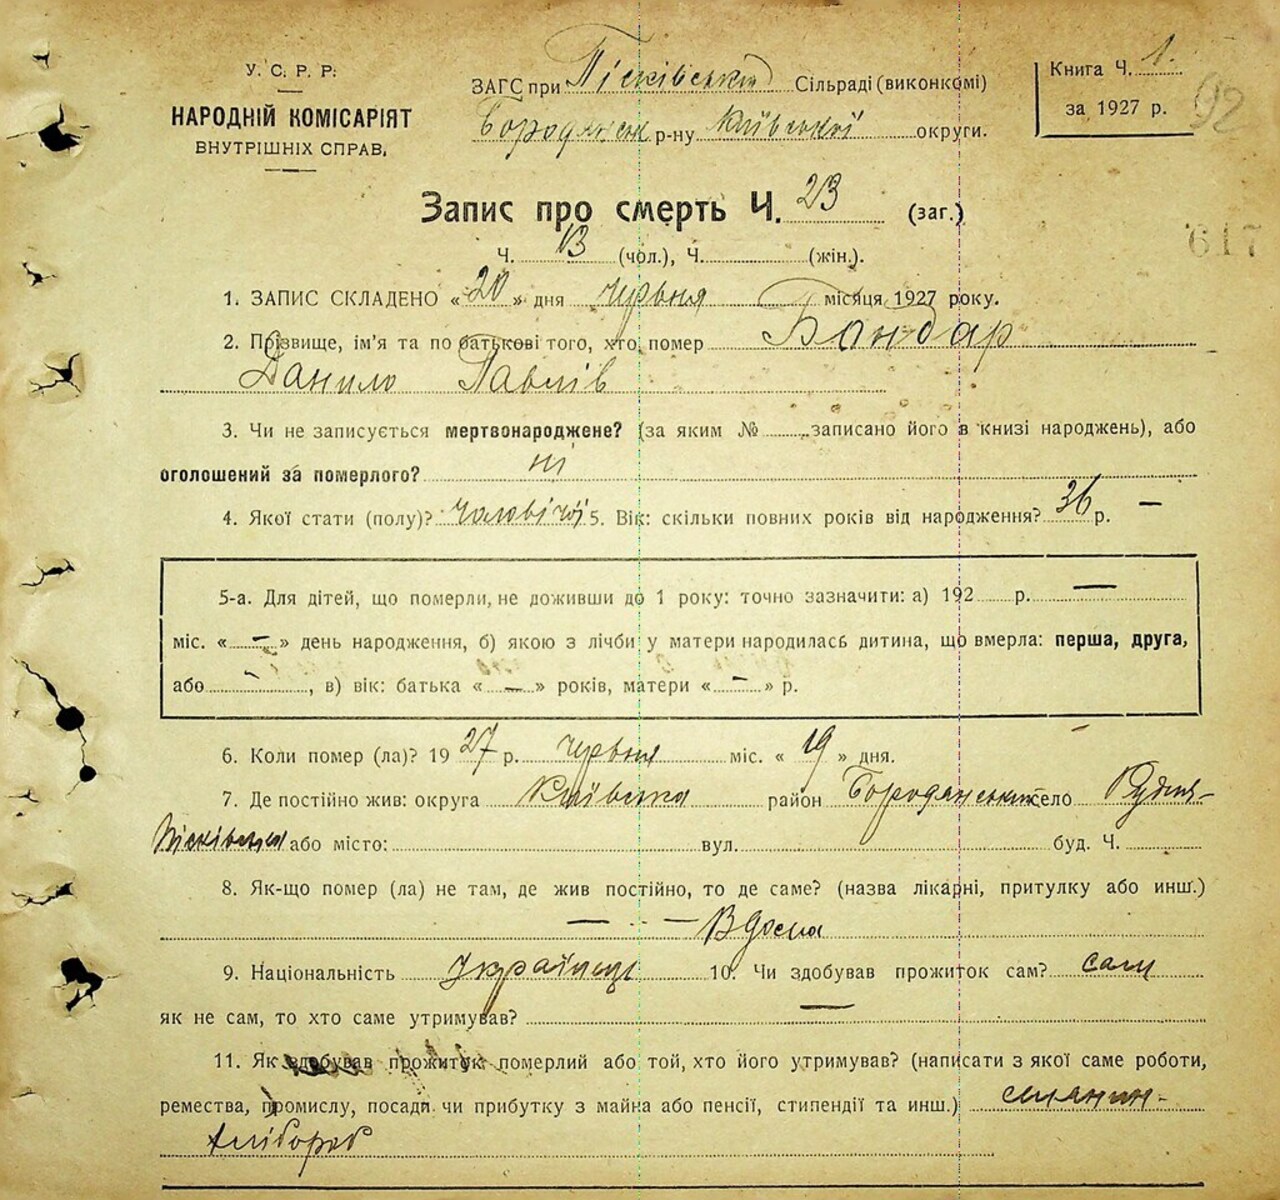 У. С. Р. Р.
НАРОДНІЙ КОМІСАРІЯТ
ВНУТРІШНІХ СПРАВ.
ЗАГС при Пісківській Сільраді (виконкомі)
Бородянськ р-ну Київської округи.
Книга Ч. 1.
за 1927 р.
92
617
Запис про смерть Ч. 23 (заг.)
Ч. 13 (чол.), Ч. (жін.).
1. ЗАПИС СКЛАДЕНО « 20 » дня червня місяця 1927 року.
2. Прізвище, ім'я та по батькові того, хто помер Бондар
Данило Павлів
3. Чи не записується мертвонароджене? (за яким № записано його в книзі народжень), або
оголошений за померлого? ні
4. Якої стати (полу)? чоловічої 5. Вік: скільки повних років від народження? 36 р. —
5-а. Для дітей, що померли, не доживши до 1 року: точно зазначити: а) 192 р. —
міс. « — » день народження, б) якою з лічби у матери народилась дитина, що вмерла: перша, друга,
або —, в) вік: батька « — » років, матери « — » р.
6. Коли помер (ла)? 1927 р. червня міс. « 19 » дня.
7. Де постійно жив: округа Київська район Бородянський село Рудня-
Пісківська або місто: вул. буд. Ч.
8. Як-що помер (ла) не там, де жив постійно, то де саме? (назва лікарні, притулку або инш.)
— — Вдома
9. Національність українець 10. Чи здобував прожиток сам? сам
як не сам, то хто саме утримував? —
11. Як здобував прожиток померлий або той, хто його утримував? (написати з якої саме роботи,
ремества, промислу, посади чи прибутку з майна або пенсії, стипендії та инш.) селянин-
хлібороб